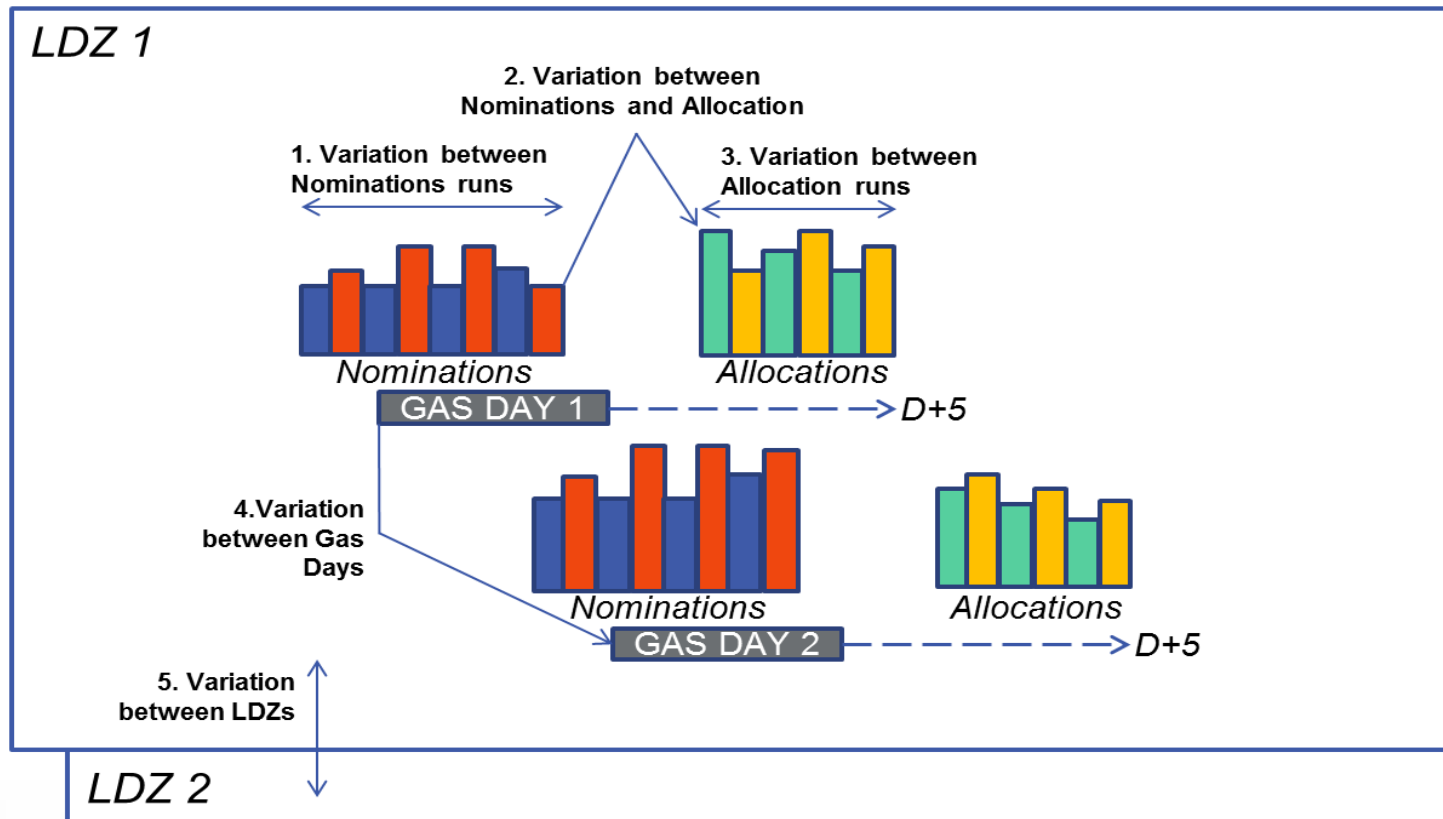 LDZ 1
2. Variation between
Nominations and Allocation
1. Variation between
Nominations runs
3. Variation between
Allocation runs
Nominations
Allocations
GAS DAY 1
D+5
4.Variation
between Gas
Days
Nominations
Allocations
GAS DAY 2
D+5
5. Variation
between LDZs
LDZ 2